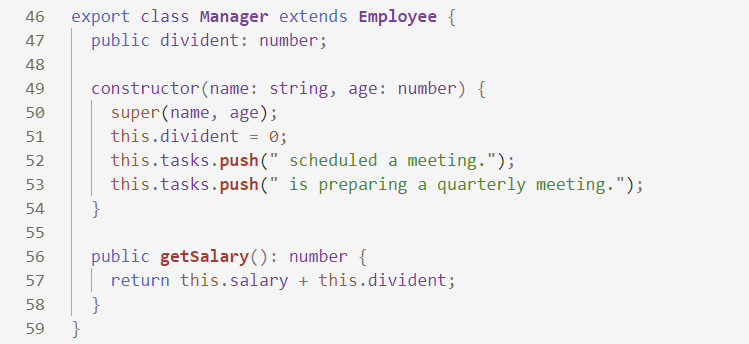 46 export class Manager extends Employee {
47 public divident: number;
48
49 constructor(name: string, age: number) {
50 super(name, age);
51 this.divident = 0;
52 this.tasks.push(" scheduled a meeting.");
53 this.tasks.push(" is preparing a quarterly meeting.");
54 }
55
56 public getSalary(): number {
57 return this.salary + this.divident;
58 }
59 }